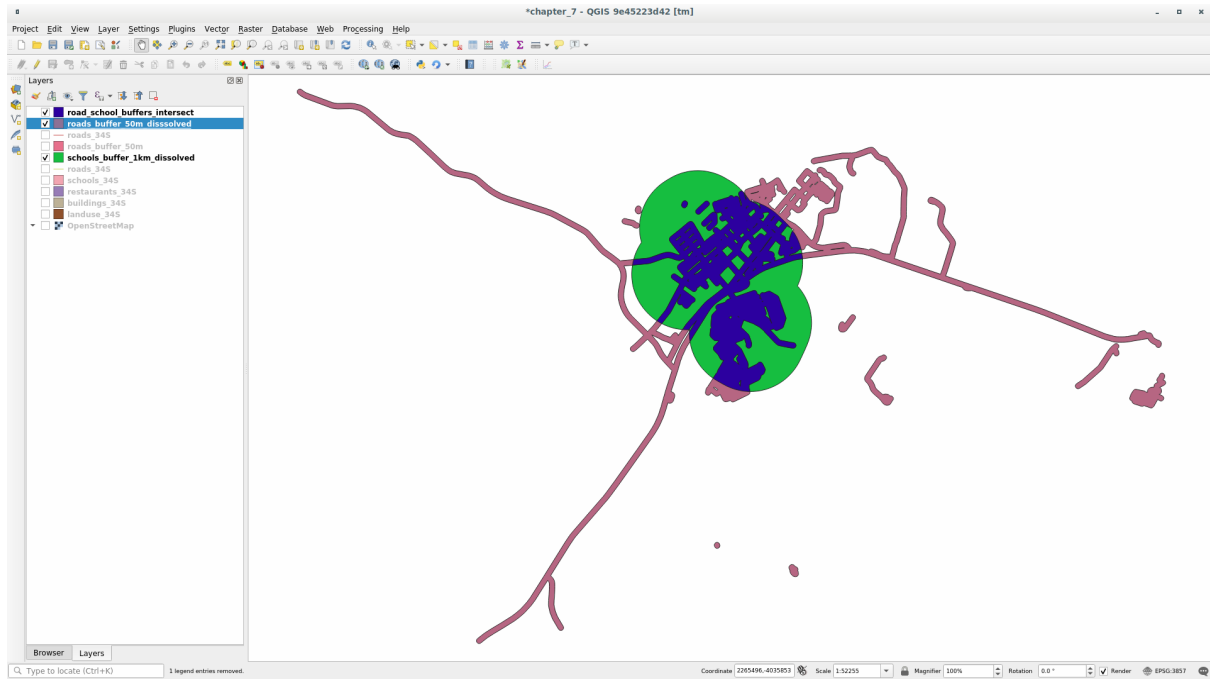 *chapter_7 - QGIS 9e45223d42 [tm]
Project Edit View Layer Settings Plugins Vector Raster Database Web Processing Help
Layers
road_school_buffers_intersect
roads_buffer_50m_disssolved
roads_34S
roads_buffer_50m
schools_buffer_1km_dissolved
roads_34S
schools_34S
restaurants_34S
buildings_34S
landuse_34S
OpenStreetMap
Browser Layers
Type to locate (Ctrl+K) 1 legend entries removed. Coordinate 2265496,-4035853 Scale 1:52255 Magnifier 100% Rotation 0.0 ° Render EPSG:3857